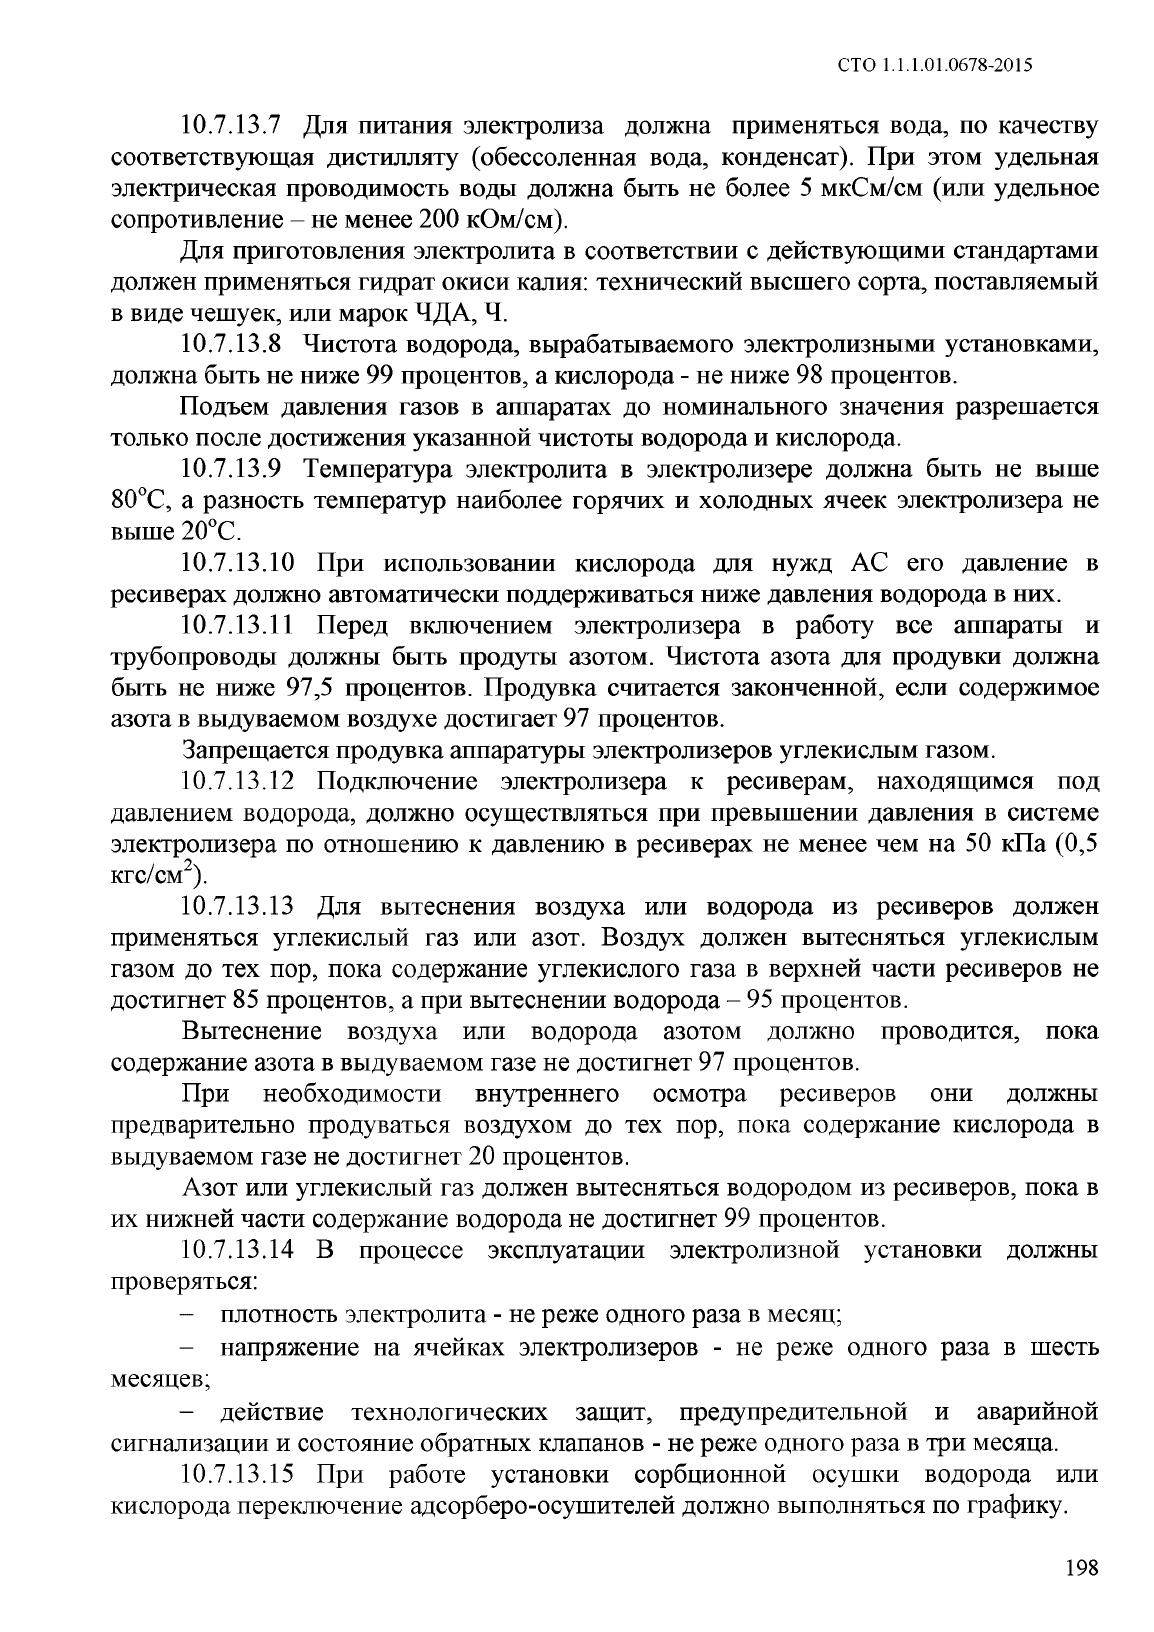 СТО 1.1.1.01.0678-2015
10.7.13.7 Для питания электролиза должна применяться вода, по качеству
соответствующая дистилляту (обессоленная вода, конденсат). При этом удельная
электрическая проводимость воды должна быть не более 5 мкСм/см (или удельное
сопротивление – не менее 200 кОм/см).
Для приготовления электролита в соответствии с действующими стандартами
должен применяться гидрат окиси калия: технический высшего сорта, поставляемый
в виде чешуек, или марок ЧДА, Ч.
10.7.13.8 Чистота водорода, вырабатываемого электролизными установками,
должна быть не ниже 99 процентов, а кислорода - не ниже 98 процентов.
Подъем давления газов в аппаратах до номинального значения разрешается
только после достижения указанной чистоты водорода и кислорода.
10.7.13.9 Температура электролита в электролизере должна быть не выше
80°С, а разность температур наиболее горячих и холодных ячеек электролизера не
выше 20°С.
10.7.13.10 При использовании кислорода для нужд АС его давление в
ресиверах должно автоматически поддерживаться ниже давления водорода в них.
10.7.13.11 Перед включением электролизера в работу все аппараты и
трубопроводы должны быть продуты азотом. Чистота азота для продувки должна
быть не ниже 97,5 процентов. Продувка считается законченной, если содержимое
азота в выдуваемом воздухе достигает 97 процентов.
Запрещается продувка аппаратуры электролизеров углекислым газом.
10.7.13.12 Подключение электролизера к ресиверам, находящимся под
давлением водорода, должно осуществляться при превышении давления в системе
электролизера по отношению к давлению в ресиверах не менее чем на 50 кПа (0,5
кгс/см²).
10.7.13.13 Для вытеснения воздуха или водорода из ресиверов должен
применяться углекислый газ или азот. Воздух должен вытесняться углекислым
газом до тех пор, пока содержание углекислого газа в верхней части ресиверов не
достигнет 85 процентов, а при вытеснении водорода – 95 процентов.
Вытеснение воздуха или водорода азотом должно проводится, пока
содержание азота в выдуваемом газе не достигнет 97 процентов.
При необходимости внутреннего осмотра ресиверов они должны
предварительно продуваться воздухом до тех пор, пока содержание кислорода в
выдуваемом газе не достигнет 20 процентов.
Азот или углекислый газ должен вытесняться водородом из ресиверов, пока в
их нижней части содержание водорода не достигнет 99 процентов.
10.7.13.14 В процессе эксплуатации электролизной установки должны
проверяться:
– плотность электролита - не реже одного раза в месяц;
– напряжение на ячейках электролизеров - не реже одного раза в шесть
месяцев;
– действие технологических защит, предупредительной и аварийной
сигнализации и состояние обратных клапанов - не реже одного раза в три месяца.
10.7.13.15 При работе установки сорбционной осушки водорода или
кислорода переключение адсорберо-осушителей должно выполняться по графику.
198